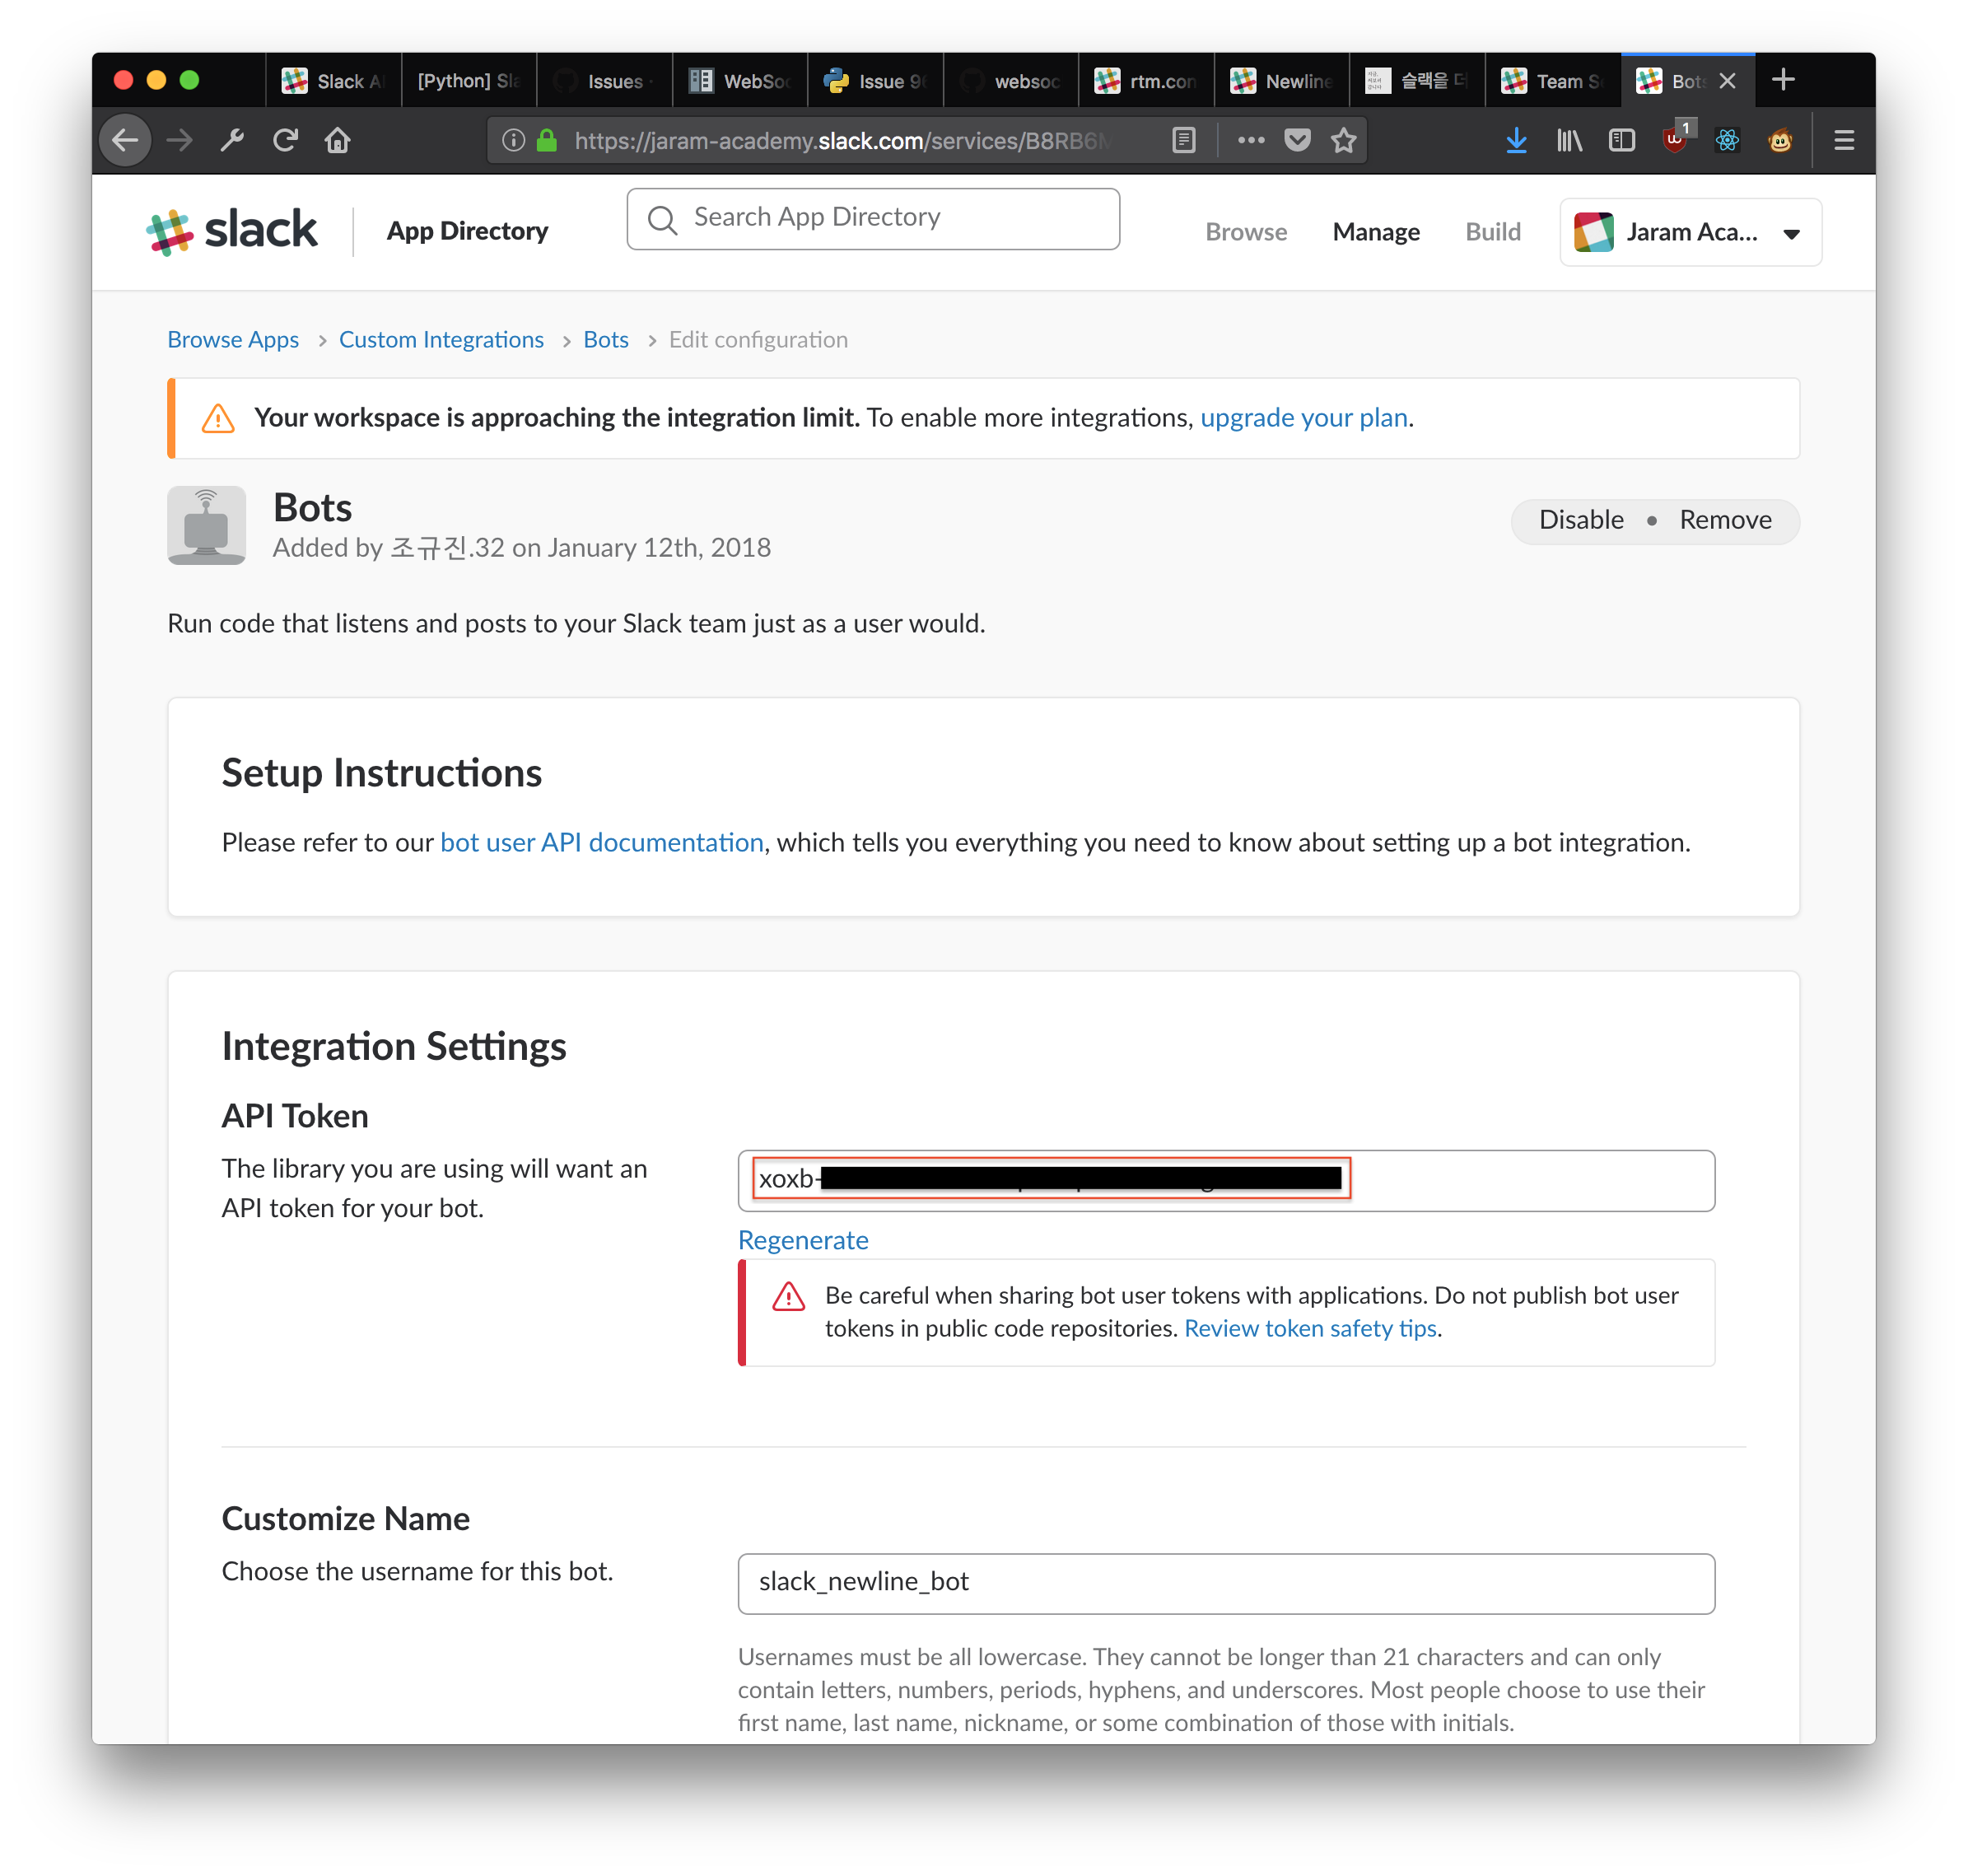 Slack A
[Python] Sla
Issues ·
WebSoc
Issue 9
websoc
rtm.con
Newline
슬랙을 더
Team S
Bot
https://jaram-academy.slack.com/services/B8RB6M
1
slack
App Directory
Search App Directory
Browse
Manage
Build
Jaram Aca...
Browse Apps > Custom Integrations > Bots > Edit configuration
Your workspace is approaching the integration limit. To enable more integrations, upgrade your plan.
Bots
Added by 조규진.32 on January 12th, 2018
Disable • Remove
Run code that listens and posts to your Slack team just as a user would.
Setup Instructions
Please refer to our bot user API documentation, which tells you everything you need to know about setting up a bot integration.
Integration Settings
API Token
The library you are using will want an
API token for your bot.
xoxb-
Regenerate
Be careful when sharing bot user tokens with applications. Do not publish bot user
tokens in public code repositories. Review token safety tips.
Customize Name
Choose the username for this bot.
slack_newline_bot
Usernames must be all lowercase. They cannot be longer than 21 characters and can only
contain letters, numbers, periods, hyphens, and underscores. Most people choose to use their
first name, last name, nickname, or some combination of those with initials.